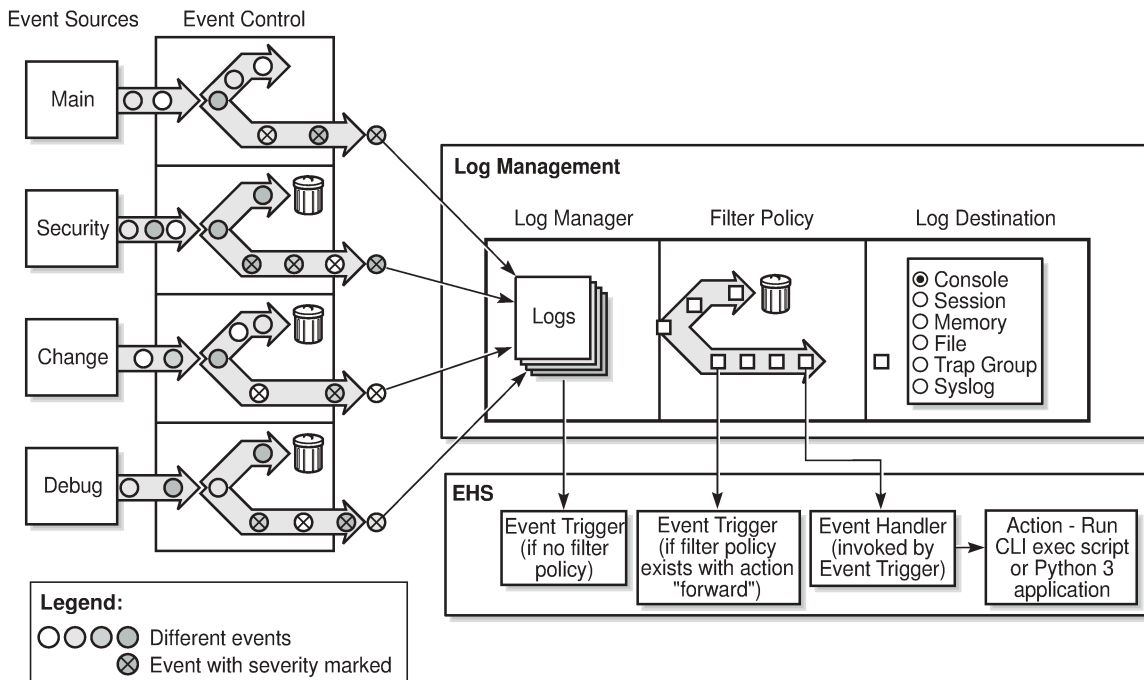 Event Sources
Event Control
Main
Security
Change
Debug
Log Management
Log Manager
Filter Policy
Log Destination
Logs
Console
Session
Memory
File
Trap Group
Syslog
EHS
Event Trigger
(if no filter
policy)
Event Trigger
(if filter policy
exists with action
"forward")
Event Handler
(invoked by
Event Trigger)
Action - Run
CLI exec script
or Python 3
application
Legend:
Different events
Event with severity marked